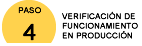 PASO
4
VERIFICACIÓN DE
FUNCIONAMIENTO
EN PRODUCCIÓN